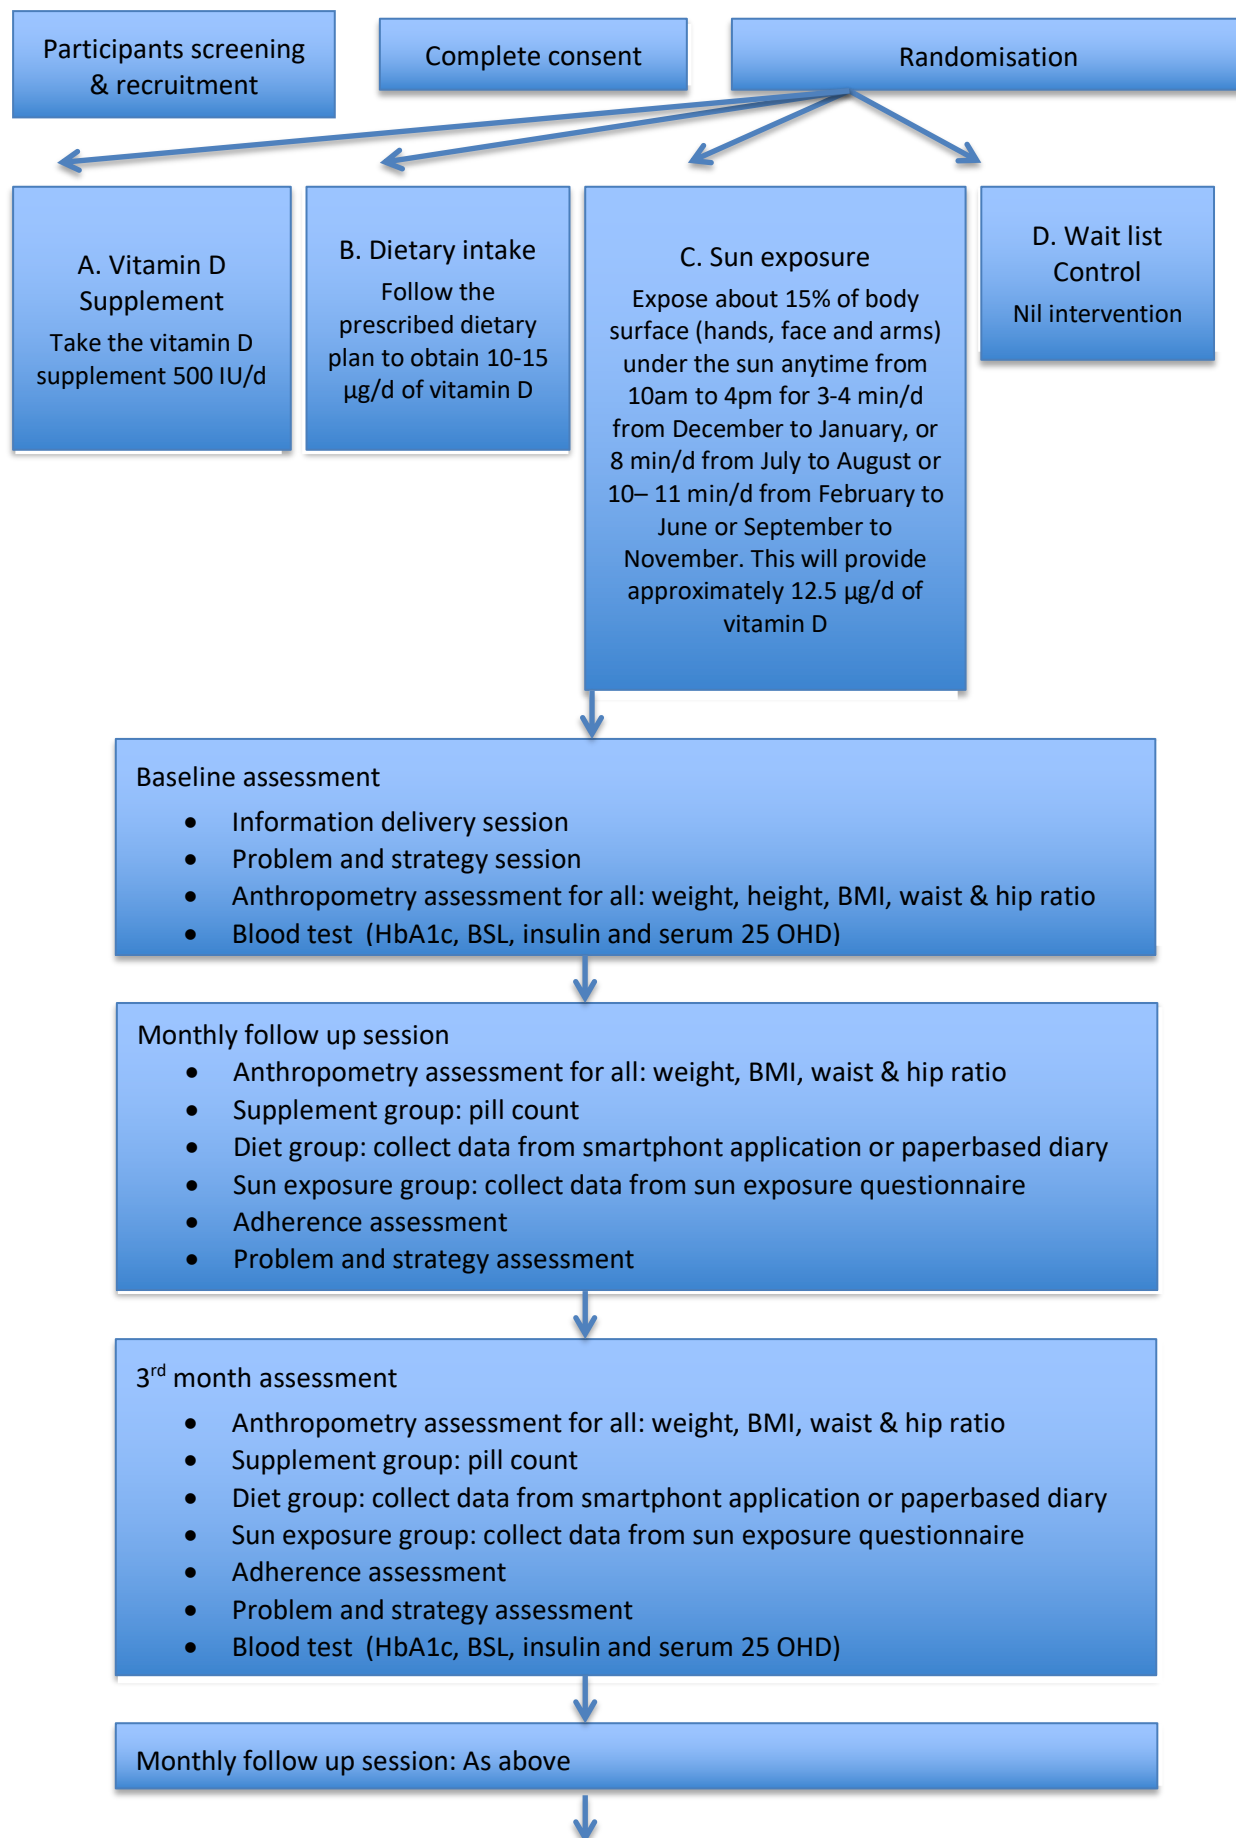 Participants screening
& recruitment
Complete consent
Randomisation
A. Vitamin D
Supplement
Take the vitamin D
supplement 500 IU/d
B. Dietary intake
Follow the
prescribed dietary
plan to obtain 10-15
µg/d of vitamin D
C. Sun exposure
Expose about 15% of body
surface (hands, face and arms)
under the sun anytime from
10am to 4pm for 3-4 min/d
from December to January, or
8 min/d from July to August or
10– 11 min/d from February to
June or September to
November. This will provide
approximately 12.5 µg/d of
vitamin D
D. Wait list
Control
Nil intervention
Baseline assessment
• Information delivery session
• Problem and strategy session
• Anthropometry assessment for all: weight, height, BMI, waist & hip ratio
• Blood test (HbA1c, BSL, insulin and serum 25 OHD)
Monthly follow up session
• Anthropometry assessment for all: weight, BMI, waist & hip ratio
• Supplement group: pill count
• Diet group: collect data from smartphont application or paperbased diary
• Sun exposure group: collect data from sun exposure questionnaire
• Adherence assessment
• Problem and strategy assessment
3rd month assessment
• Anthropometry assessment for all: weight, BMI, waist & hip ratio
• Supplement group: pill count
• Diet group: collect data from smartphont application or paperbased diary
• Sun exposure group: collect data from sun exposure questionnaire
• Adherence assessment
• Problem and strategy assessment
• Blood test (HbA1c, BSL, insulin and serum 25 OHD)
Monthly follow up session: As above